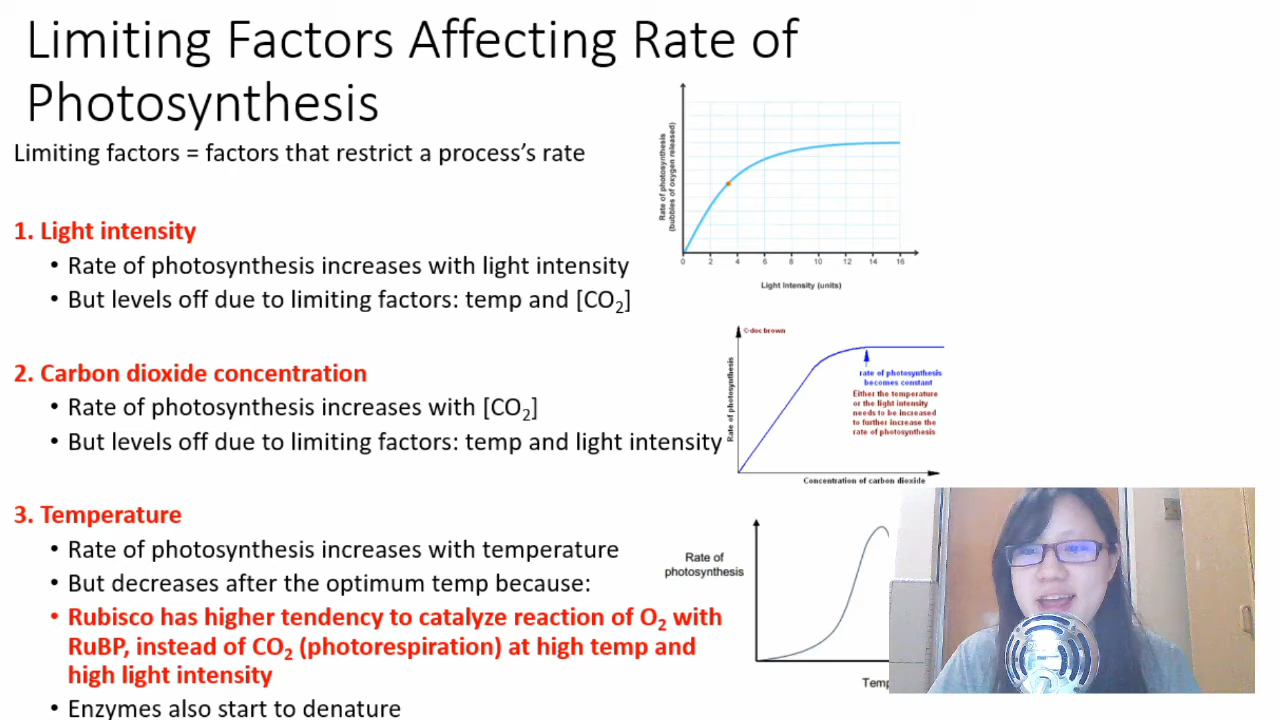 Limiting Factors Affecting Rate of
Photosynthesis
Limiting factors = factors that restrict a process's rate
1. Light intensity
• Rate of photosynthesis increases with light intensity
• But levels off due to limiting factors: temp and [CO₂]
2. Carbon dioxide concentration
• Rate of photosynthesis increases with [CO₂]
• But levels off due to limiting factors: temp and light intensity
3. Temperature
• Rate of photosynthesis increases with temperature
• But decreases after the optimum temp because:
• Rubisco has higher tendency to catalyze reaction of O₂ with
RuBP, instead of CO₂ (photorespiration) at high temp and
high light intensity
• Enzymes also start to denature
Rate of photosynthesis
(bubbles of oxygen released)
0 2 4 6 8 10 12 14 16
Light Intensity (units)
© doc brown
Rate of photosynthesis
rate of photosynthesis
becomes constant
Either the temperature
or the light intensity
needs to be increased
to further increase the
rate of photosynthesis
Concentration of carbon dioxide
Rate of
photosynthesis
Temp